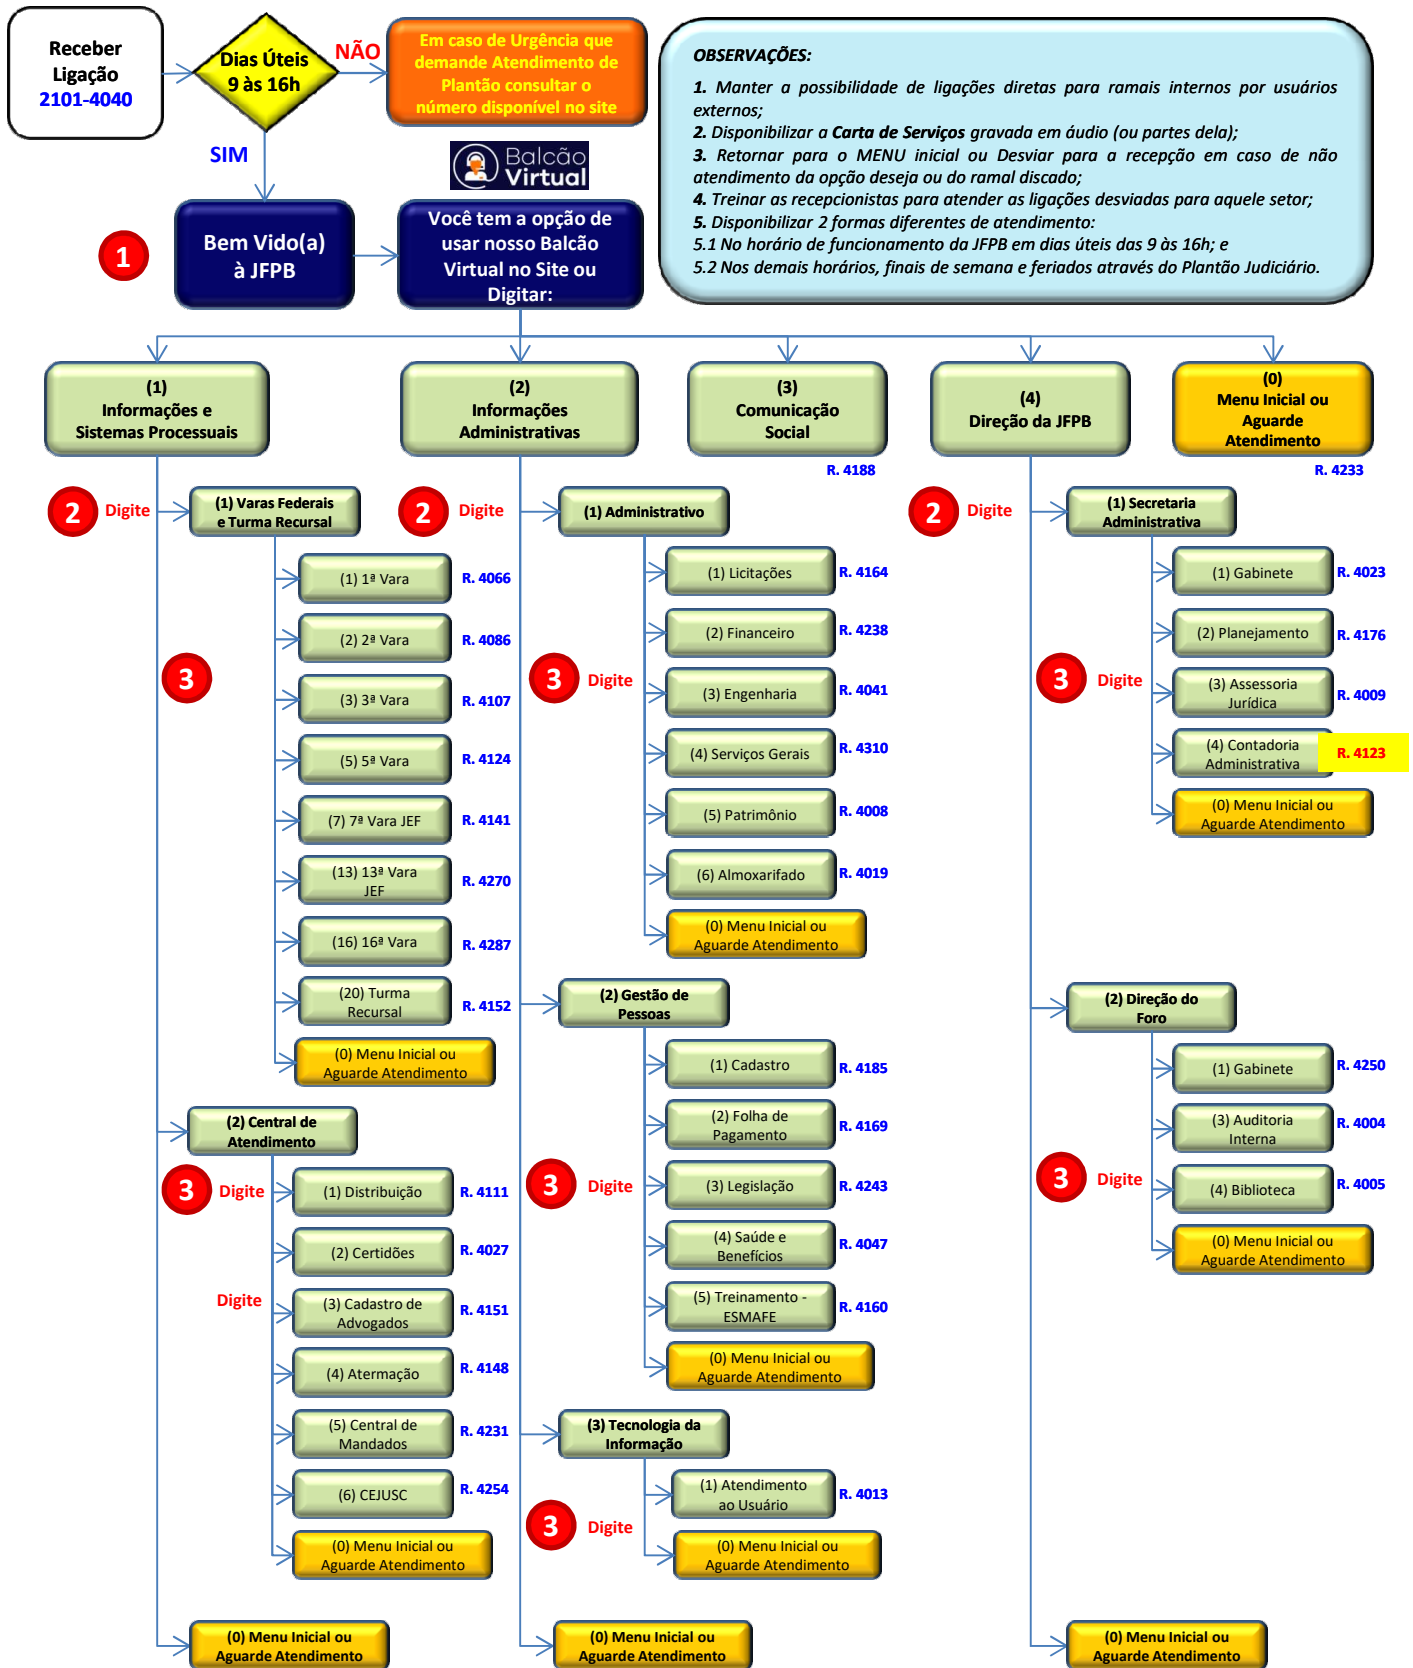 Receber
Ligação
2101-4040
Dias Úteis
9 às 16h
NÃO
SIM
Em caso de Urgência que
demande Atendimento de
Plantão consultar o
número disponível no site
OBSERVAÇÕES:
1. Manter a possibilidade de ligações diretas para ramais internos por usuários
externos;
2. Disponibilizar a Carta de Serviços gravada em áudio (ou partes dela);
3. Retornar para o MENU inicial ou Desviar para a recepção em caso de não
atendimento da opção deseja ou do ramal discado;
4. Treinar as recepcionistas para atender as ligações desviadas para aquele setor;
5. Disponibilizar 2 formas diferentes de atendimento:
5.1 No horário de funcionamento da JFPB em dias úteis das 9 às 16h; e
5.2 Nos demais horários, finais de semana e feriados através do Plantão Judiciário.
Balcão
Virtual
1
Bem Vido(a)
à JFPB
Você tem a opção de
usar nosso Balcão
Virtual no Site ou
Digitar:
(1)
Informações e
Sistemas Processuais
(2)
Informações
Administrativas
(3)
Comunicação
Social
R. 4188
(4)
Direção da JFPB
(0)
Menu Inicial ou
Aguarde
Atendimento
R. 4233
2
Digite
(1) Varas Federais
e Turma Recursal
3
(1) 1ª Vara
R. 4066
(2) 2ª Vara
R. 4086
(3) 3ª Vara
R. 4107
(5) 5ª Vara
R. 4124
(7) 7ª Vara JEF
R. 4141
(13) 13ª Vara
JEF
R. 4270
(16) 16ª Vara
R. 4287
(20) Turma
Recursal
R. 4152
(0) Menu Inicial ou
Aguarde Atendimento
(2) Central de
Atendimento
3
Digite
(1) Distribuição
R. 4111
(2) Certidões
R. 4027
Digite
(3) Cadastro de
Advogados
R. 4151
(4) Atermação
R. 4148
(5) Central de
Mandados
R. 4231
(6) CEJUSC
R. 4254
(0) Menu Inicial ou
Aguarde Atendimento
(0) Menu Inicial ou
Aguarde Atendimento
2
Digite
(1) Administrativo
3
Digite
(1) Licitações
R. 4164
(2) Financeiro
R. 4238
(3) Engenharia
R. 4041
(4) Serviços Gerais
R. 4310
(5) Patrimônio
R. 4008
(6) Almoxarifado
R. 4019
(0) Menu Inicial ou
Aguarde Atendimento
(2) Gestão de
Pessoas
3
Digite
(1) Cadastro
R. 4185
(2) Folha de
Pagamento
R. 4169
(3) Legislação
R. 4243
(4) Saúde e
Benefícios
R. 4047
(5) Treinamento -
ESMAFE
R. 4160
(0) Menu Inicial ou
Aguarde Atendimento
(3) Tecnologia da
Informação
3
Digite
(1) Atendimento
ao Usuário
R. 4013
(0) Menu Inicial ou
Aguarde Atendimento
(0) Menu Inicial ou
Aguarde Atendimento
2
Digite
(1) Secretaria
Administrativa
3
Digite
(1) Gabinete
R. 4023
(2) Planejamento
R. 4176
(3) Assessoria
Jurídica
R. 4009
(4) Contadoria
Administrativa
R. 4123
(0) Menu Inicial ou
Aguarde Atendimento
(2) Direção do
Foro
3
Digite
(1) Gabinete
R. 4250
(3) Auditoria
Interna
R. 4004
(4) Biblioteca
R. 4005
(0) Menu Inicial ou
Aguarde Atendimento
(0) Menu Inicial ou
Aguarde Atendimento